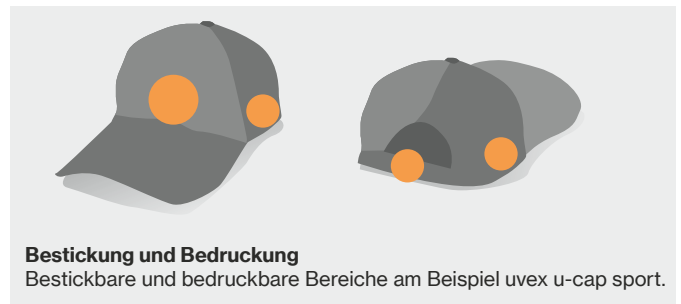 Bestickung und Bedruckung
Bestickbare und bedruckbare Bereiche am Beispiel uvex u-cap sport.